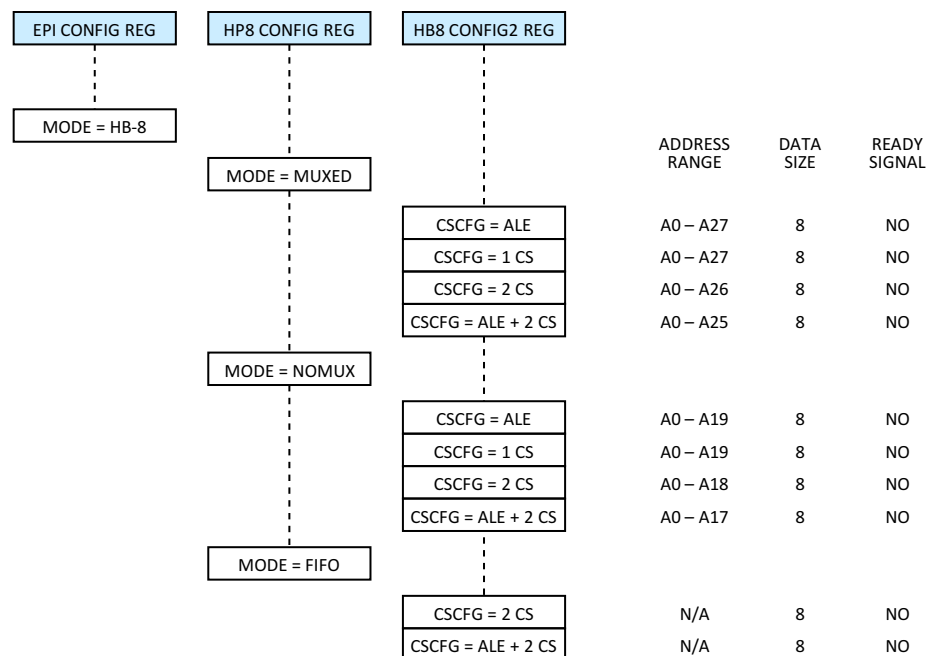 EPI CONFIG REG HP8 CONFIG REG HB8 CONFIG2 REG
MODE = HB-8
ADDRESS RANGE DATA SIZE READY SIGNAL
MODE = MUXED
CSCFG = ALE A0 – A27 8 NO
CSCFG = 1 CS A0 – A27 8 NO
CSCFG = 2 CS A0 – A26 8 NO
CSCFG = ALE + 2 CS A0 – A25 8 NO
MODE = NOMUX
CSCFG = ALE A0 – A19 8 NO
CSCFG = 1 CS A0 – A19 8 NO
CSCFG = 2 CS A0 – A18 8 NO
CSCFG = ALE + 2 CS A0 – A17 8 NO
MODE = FIFO
CSCFG = 2 CS N/A 8 NO
CSCFG = ALE + 2 CS N/A 8 NO